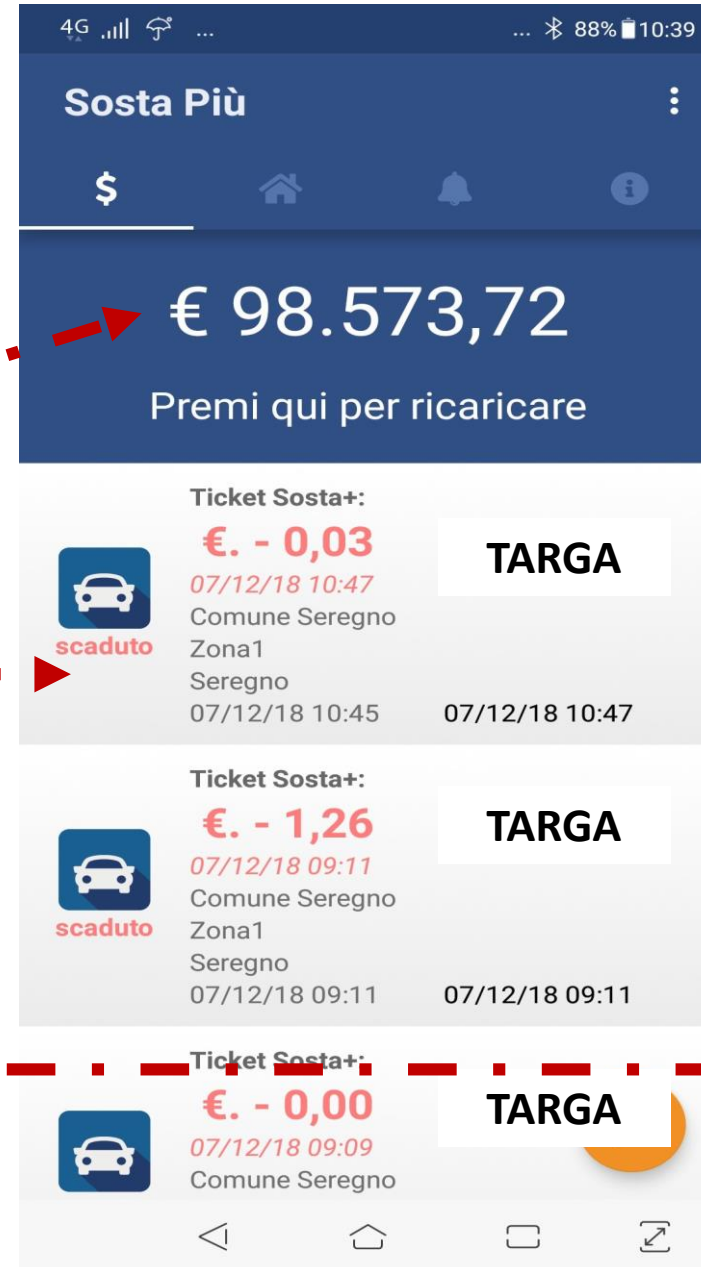 4G ... ... 88% 10:39
Sosta Più
$
€ 98.573,72
Premi qui per ricaricare
Ticket Sosta+:
€. - 0,03
TARGA
07/12/18 10:47
Comune Seregno
scaduto
Zona1
Seregno
07/12/18 10:45 07/12/18 10:47
Ticket Sosta+:
€. - 1,26
TARGA
07/12/18 09:11
Comune Seregno
scaduto
Zona1
Seregno
07/12/18 09:11 07/12/18 09:11
Ticket Sosta+:
€. - 0,00
TARGA
07/12/18 09:09
Comune Seregno